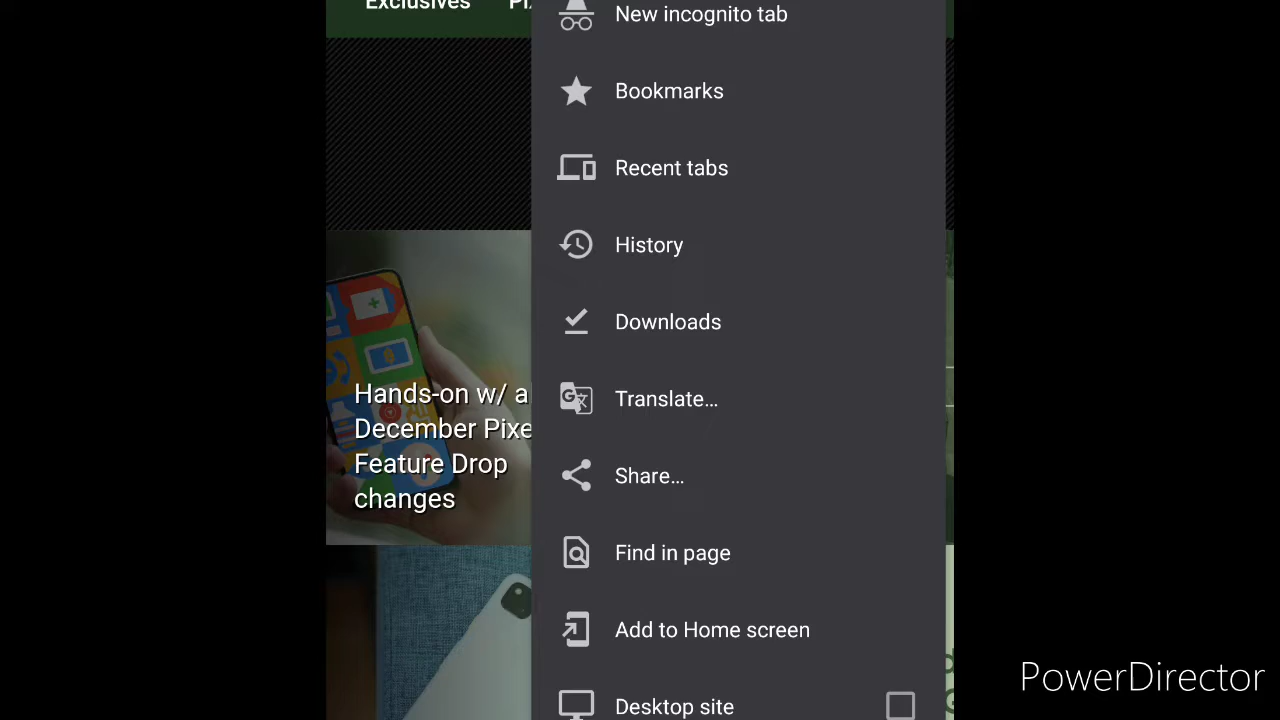 Exclusives
New incognito tab
Bookmarks
Recent tabs
History
Downloads
Translate…
Share…
Find in page
Add to Home screen
Desktop site
Hands-on w/ a
December Pixe
Feature Drop
changes
PowerDirector